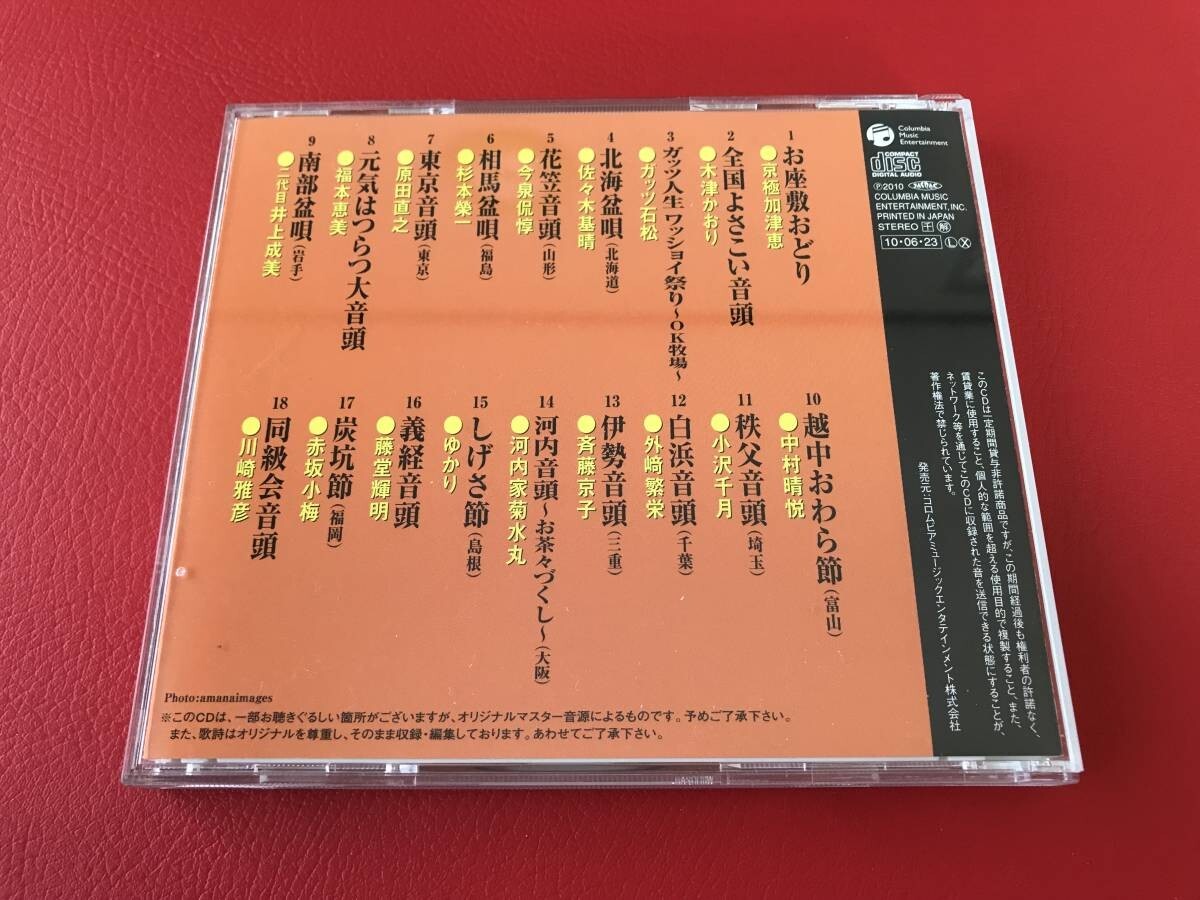 1
お座敷おどり
●京極加津恵
2
全国よさこい音頭
●木津かおり
3
ガッツ人生 ワッショイ祭り～OK牧場～
●ガッツ石松
4
北海盆唄(北海道)
●佐々木基晴
5
花笠音頭(山形)
●今泉侃惇
6
相馬盆唄(福島)
●杉本榮一
7
東京音頭(東京)
●原田直之
8
元気はつらつ大音頭
●福本恵美
9
南部盆唄(岩手)
●二代目井上成美
10
越中おわら節(富山)
●中村晴悦
11
秩父音頭(埼玉)
●小沢千月
12
白浜音頭(千葉)
●外﨑繁栄
13
伊勢音頭(三重)
●斉藤京子
14
河内音頭～お茶々づくし～(大阪)
●河内家菊水丸
15
しげさ節(島根)
●ゆかり
16
義経音頭
●藤堂輝明
17
炭坑節(福岡)
●赤坂小梅
18
同級会音頭
●川崎雅彦
Photo:amanaimages
※このCDは、一部お聴きぐるしい箇所がございますが、オリジナルマスター音源によるものです。予めご了承下さい。
また、歌詩はオリジナルを尊重し、そのまま収録・編集しております。あわせてご了承下さい。
Columbia
Music
Entertainment
COMPACT
disc
DIGITAL AUDIO
Ⓟ2010
COLUMBIA MUSIC
ENTERTAINMENT, INC.
PRINTED IN JAPAN
STEREO 干 解
10・06・23 Ⓛ Ⓧ
このCDは一定期間貸与非許諾商品ですが、この期間経過後も権利者の許諾なく、
賃貸業に使用すること、個人的な範囲を超える使用目的で複製すること、また、
ネットワーク等を通じてこのCDに収録された音を送信できる状態にすることが、
著作権法で禁じられています。
発売元:コロムビアミュージックエンタテインメント株式会社